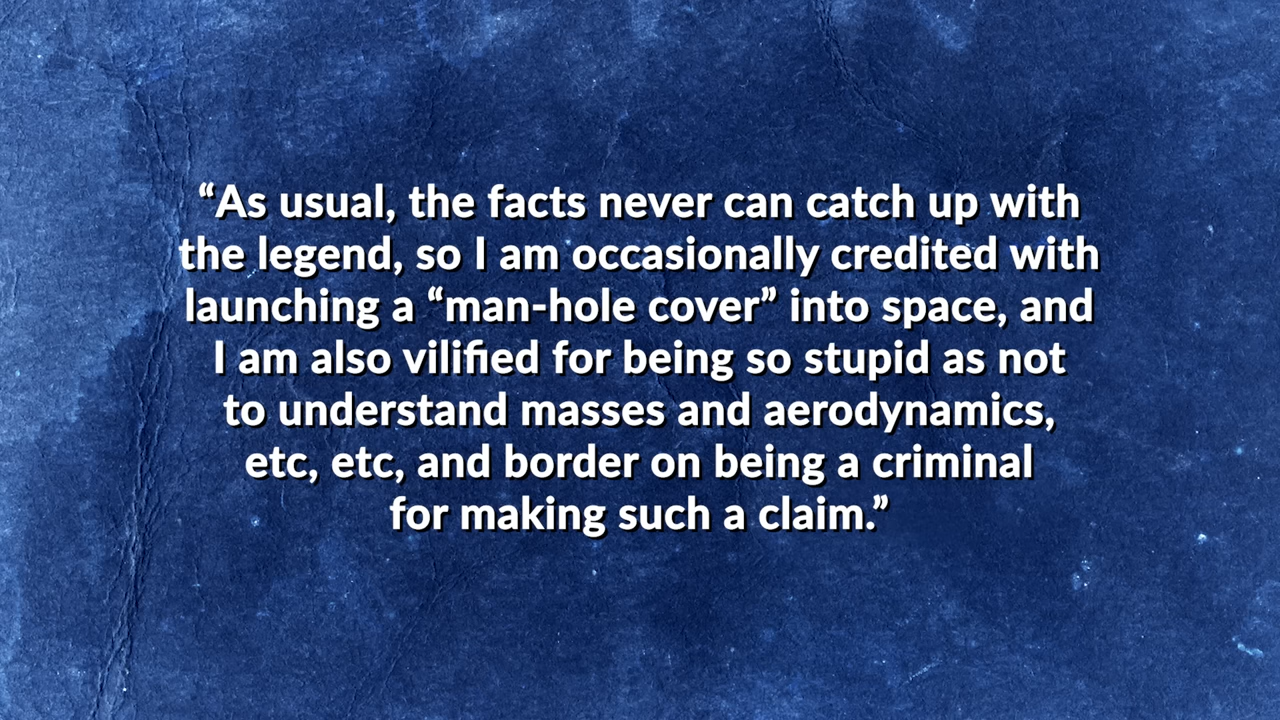 “As usual, the facts never can catch up with
the legend, so I am occasionally credited with
launching a “man-hole cover” into space, and
I am also vilified for being so stupid as not
to understand masses and aerodynamics,
etc, etc, and border on being a criminal
for making such a claim.”